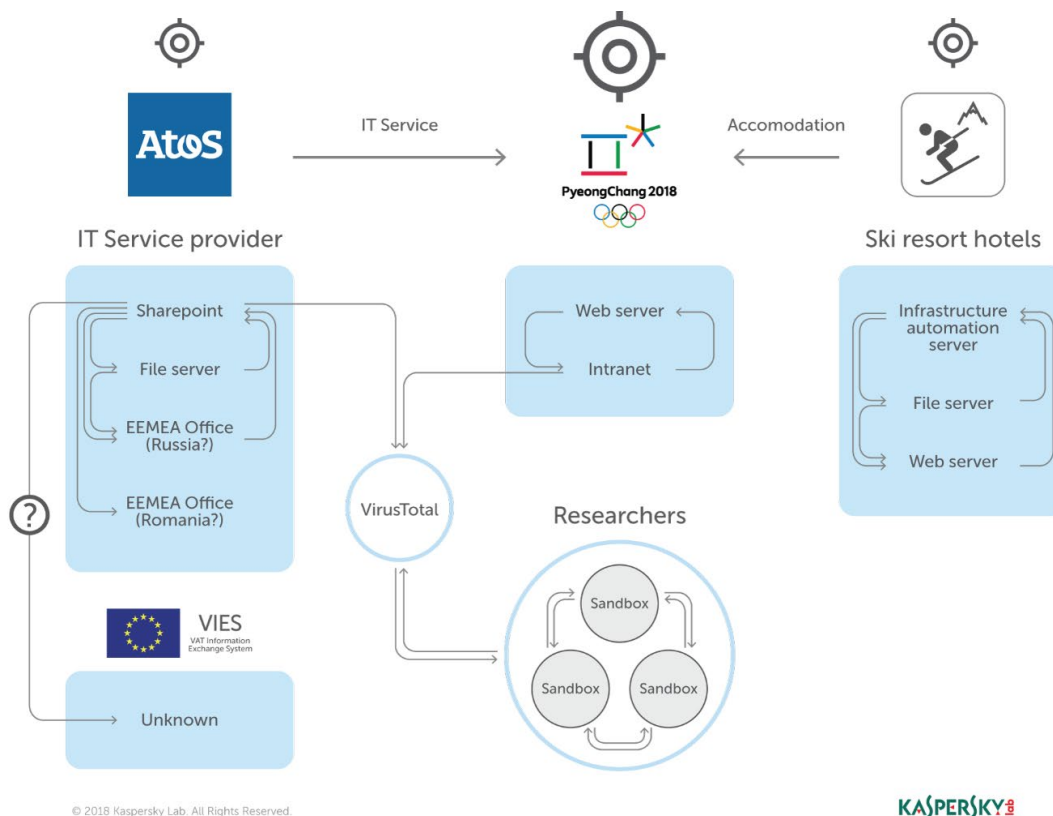 IT Service
Accomodation
AtoS
PyeongChang 2018
IT Service provider
Ski resort hotels
Sharepoint
File server
EEMEA Office
(Russia?)
EEMEA Office
(Romania?)
Web server
Intranet
Infrastructure
automation
server
File server
Web server
?
VirusTotal
Researchers
Sandbox
Sandbox
Sandbox
VIES
VAT Information
Exchange System
Unknown
© 2018 Kaspersky Lab. All Rights Reserved.
KASPERSKY lab